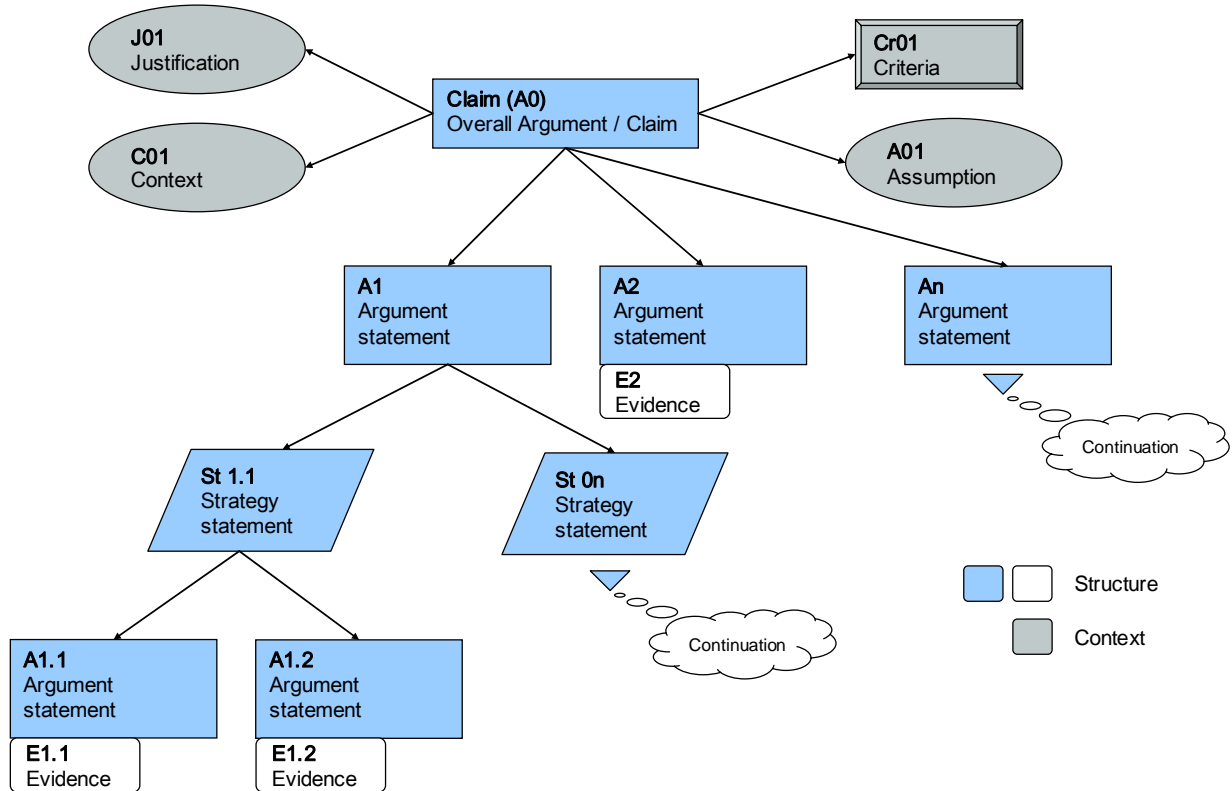 J01
Justification
Cr01
Criteria
Claim (A0)
Overall Argument / Claim
C01
Context
A01
Assumption
A1
Argument
statement
A2
Argument
statement
An
Argument
statement
E2
Evidence
Continuation
St 1.1
Strategy
statement
St 0n
Strategy
statement
Structure
Continuation
Context
A1.1
Argument
statement
A1.2
Argument
statement
E1.1
Evidence
E1.2
Evidence